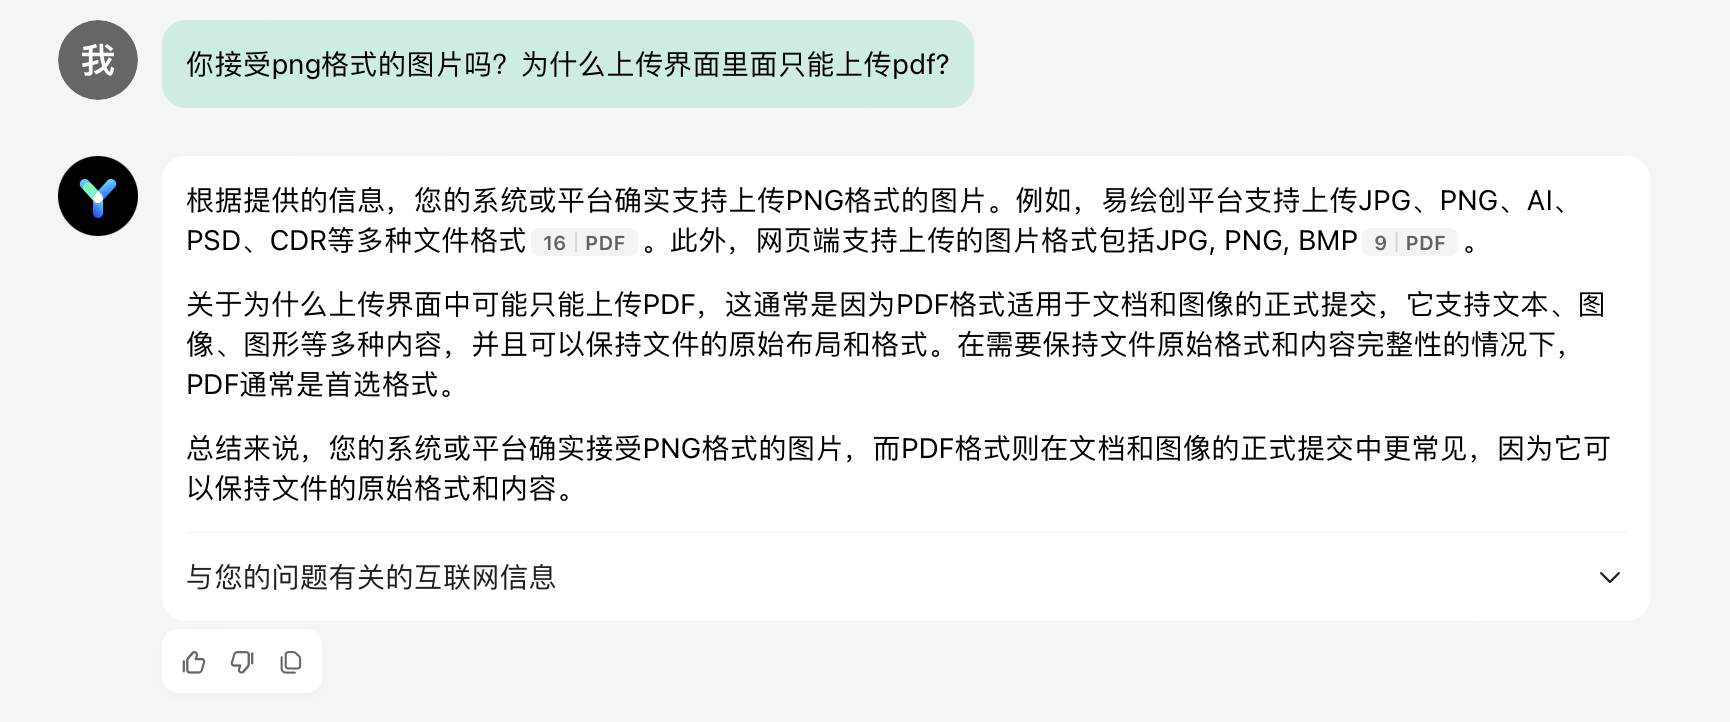 我
你接受png格式的图片吗？为什么上传界面里面只能上传pdf?
根据提供的信息，您的系统或平台确实支持上传PNG格式的图片。例如，易绘创平台支持上传JPG、PNG、AI、
PSD、CDR等多种文件格式 16 | PDF 。此外，网页端支持上传的图片格式包括JPG, PNG, BMP 9 | PDF 。
关于为什么上传界面中可能只能上传PDF，这通常是因为PDF格式适用于文档和图像的正式提交，它支持文本、图
像、图形等多种内容，并且可以保持文件的原始布局和格式。在需要保持文件原始格式和内容完整性的情况下，
PDF通常是首选格式。
总结来说，您的系统或平台确实接受PNG格式的图片，而PDF格式则在文档和图像的正式提交中更常见，因为它可
以保持文件的原始格式和内容。
与您的问题有关的互联网信息